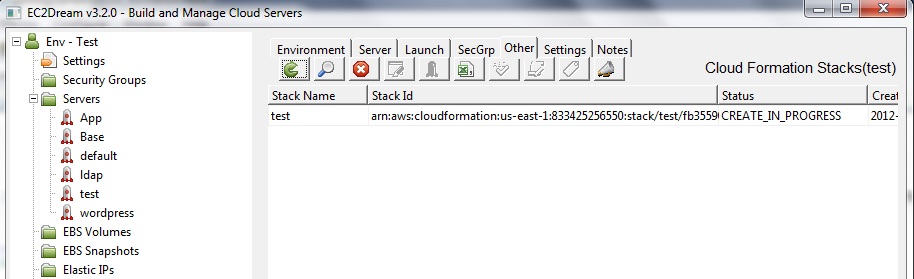 EC2Dream v3.2.0 - Build and Manage Cloud Servers
Env - Test
Settings
Security Groups
Servers
App
Base
default
ldap
test
wordpress
EBS Volumes
EBS Snapshots
Elastic IPs
Environment Server Launch SecGrp Other Settings Notes
Cloud Formation Stacks(test)
Stack Name Stack Id Status Creat
test arn:aws:cloudformation:us-east-1:833425256550:stack/test/fb3559 CREATE_IN_PROGRESS 2012-